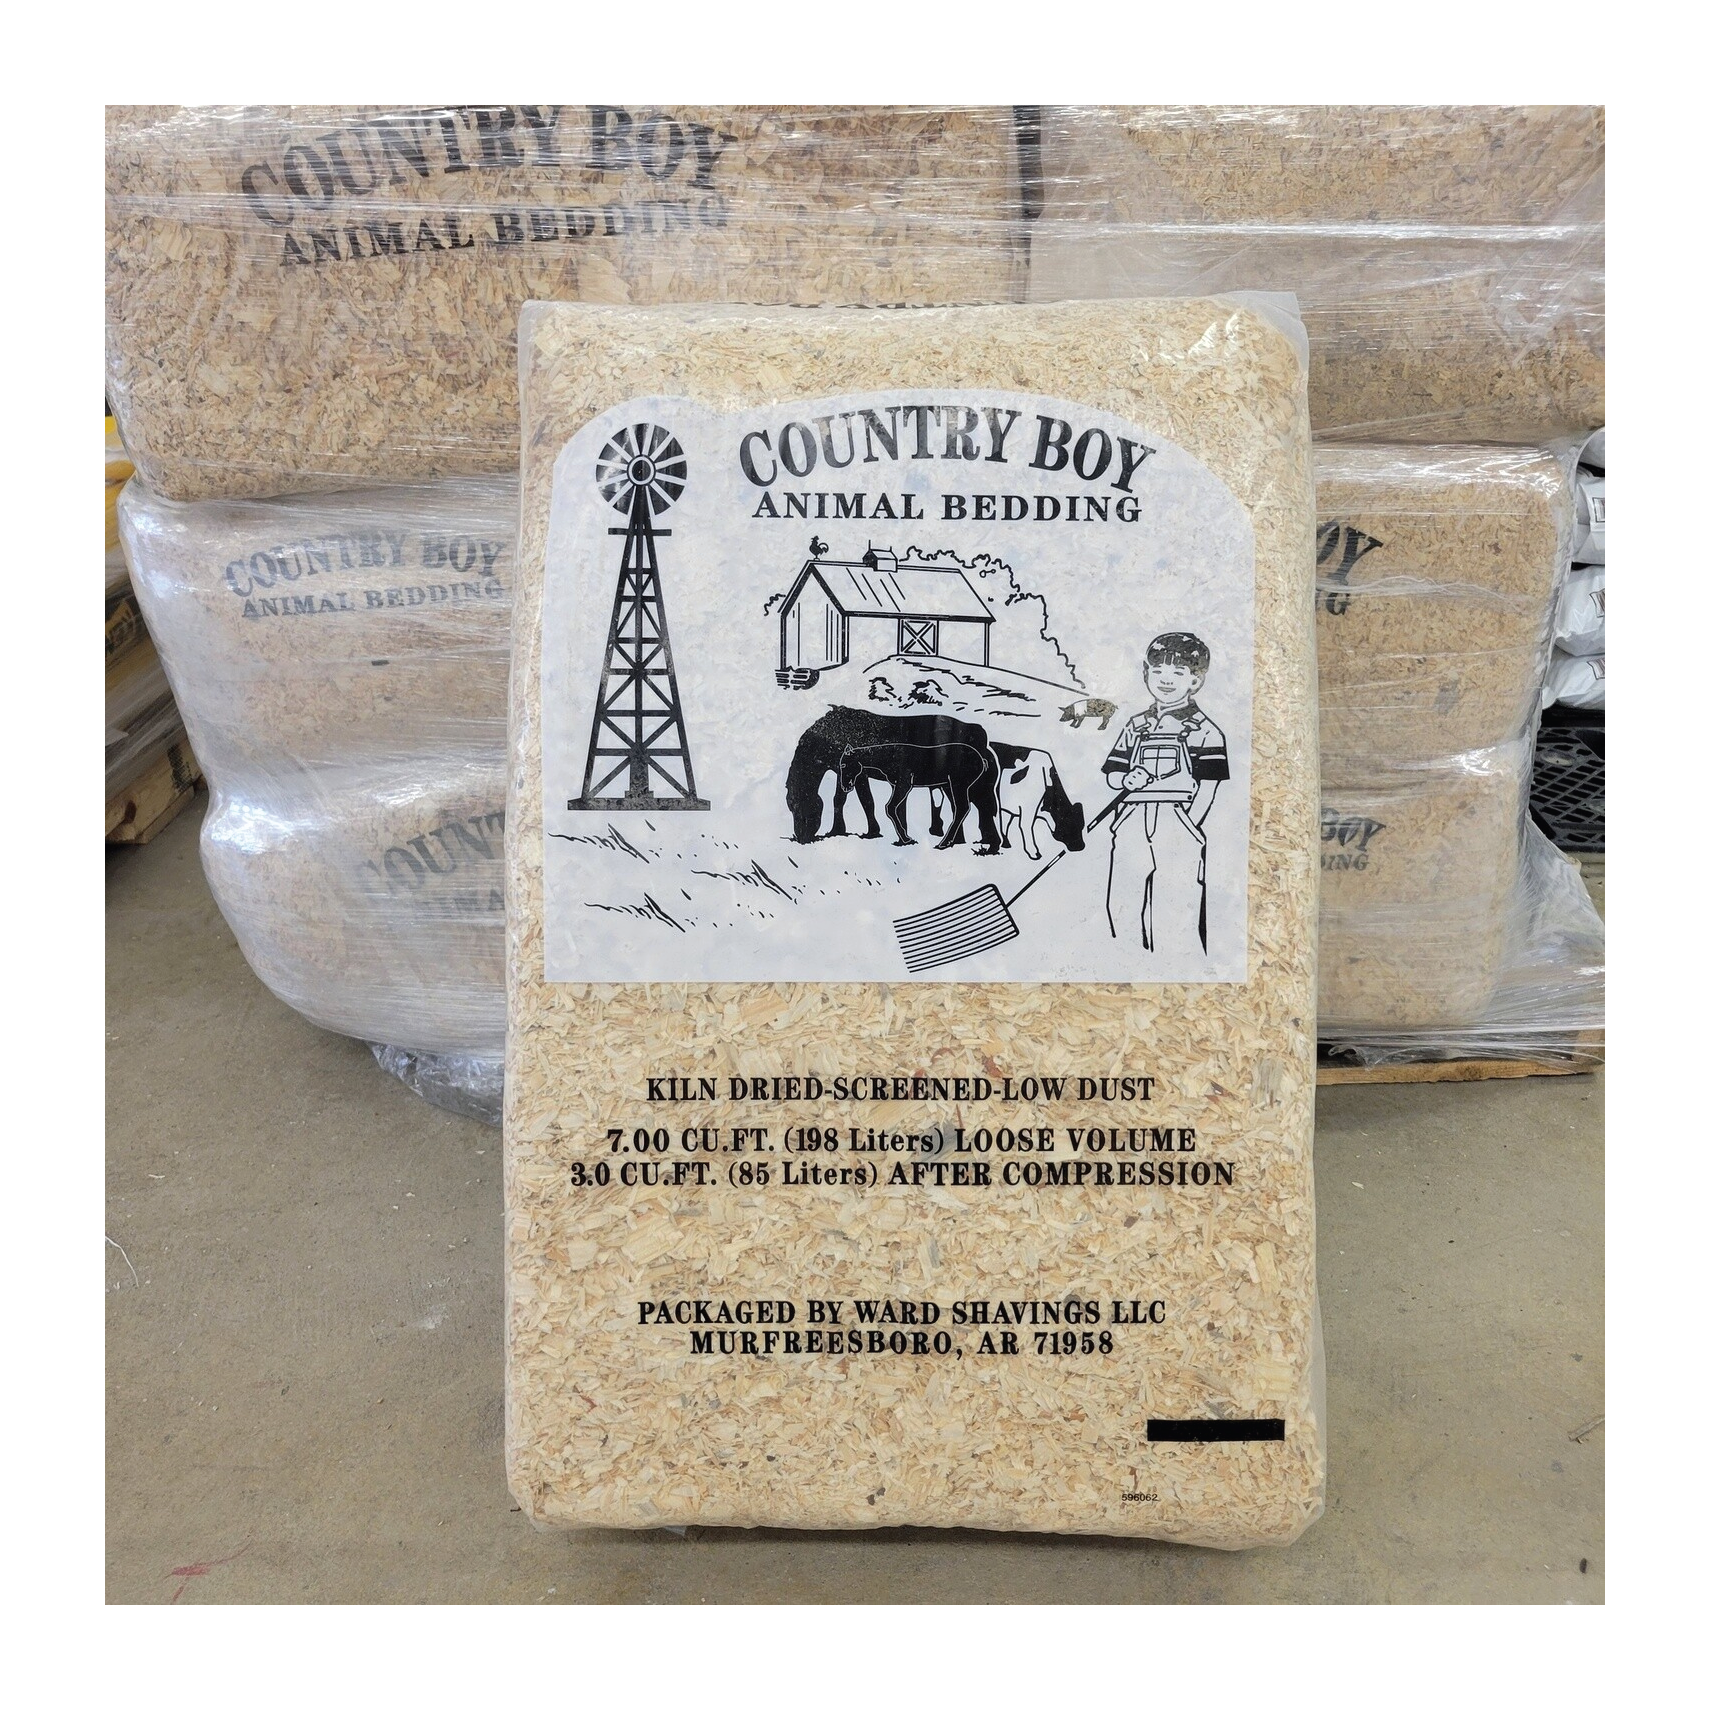 COUNTRY BOY
ANIMAL BEDDING
COUNTRY BOY
ANIMAL BEDDING
COUNTRY BOY
ANIMAL BEDDING
KILN DRIED-SCREENED-LOW DUST
7.00 CU.FT. (198 Liters) LOOSE VOLUME
3.0 CU.FT. (85 Liters) AFTER COMPRESSION
PACKAGED BY WARD SHAVINGS LLC
MURFREESBORO, AR 71958
596062